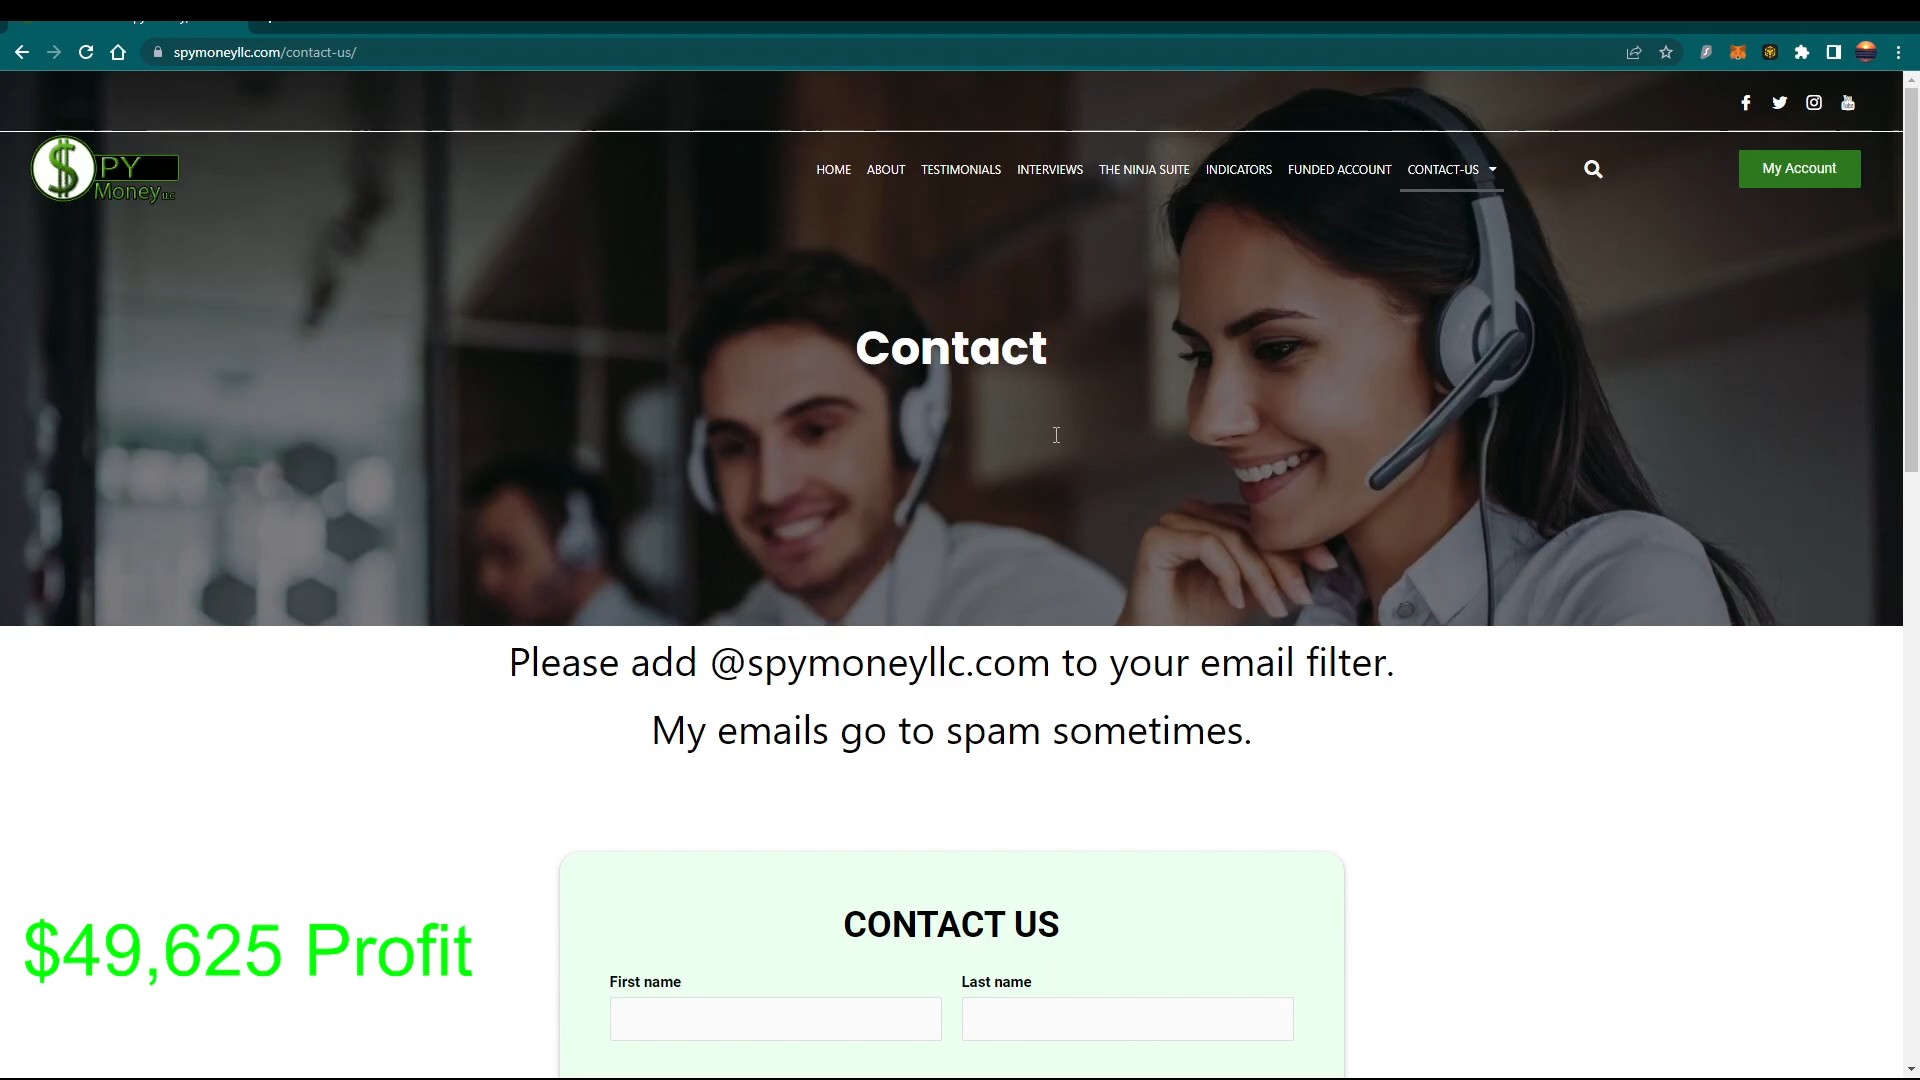 spymoneyllc.com/contact-us/
$PY
Money LLC
HOME ABOUT TESTIMONIALS INTERVIEWS THE NINJA SUITE INDICATORS FUNDED ACCOUNT CONTACT-US
My Account
Contact
Please add @spymoneyllc.com to your email filter.
My emails go to spam sometimes.
CONTACT US
$49,625 Profit
First name Last name